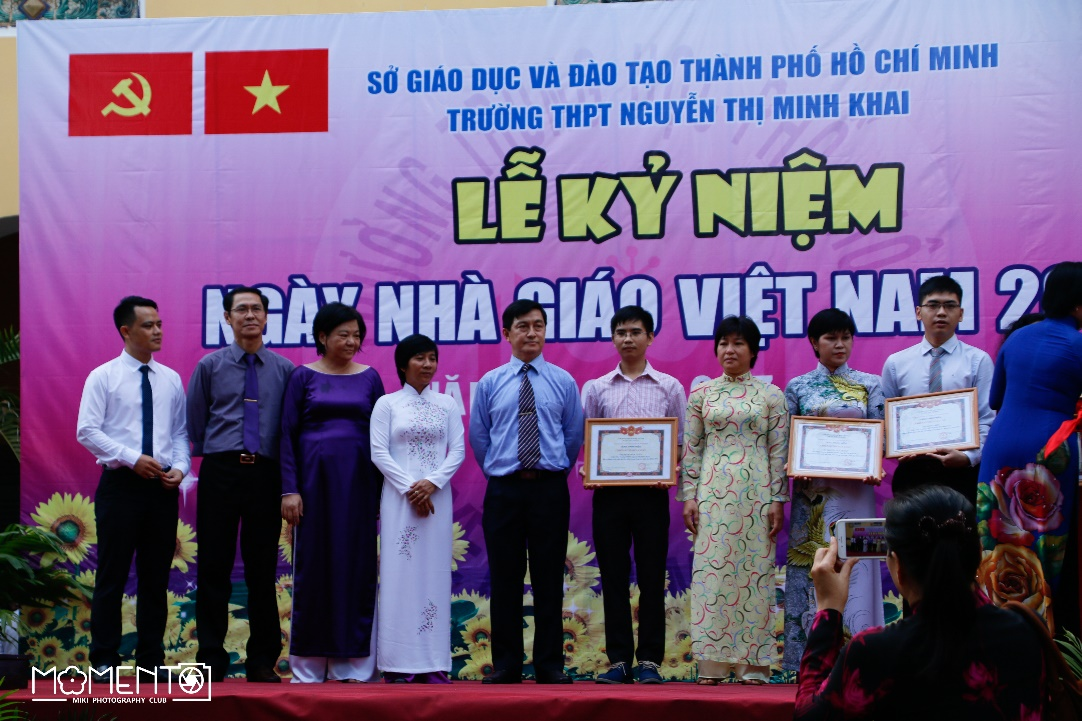 SỞ GIÁO DỤC VÀ ĐÀO TẠO THÀNH PHỐ HỒ CHÍ MINH
TRƯỜNG THPT NGUYỄN THỊ MINH KHAI
LỄ KỶ NIỆM
NGÀY NHÀ GIÁO VIỆT NAM
MOMENTO
MIKI PHOTOGRAPHY CLUB